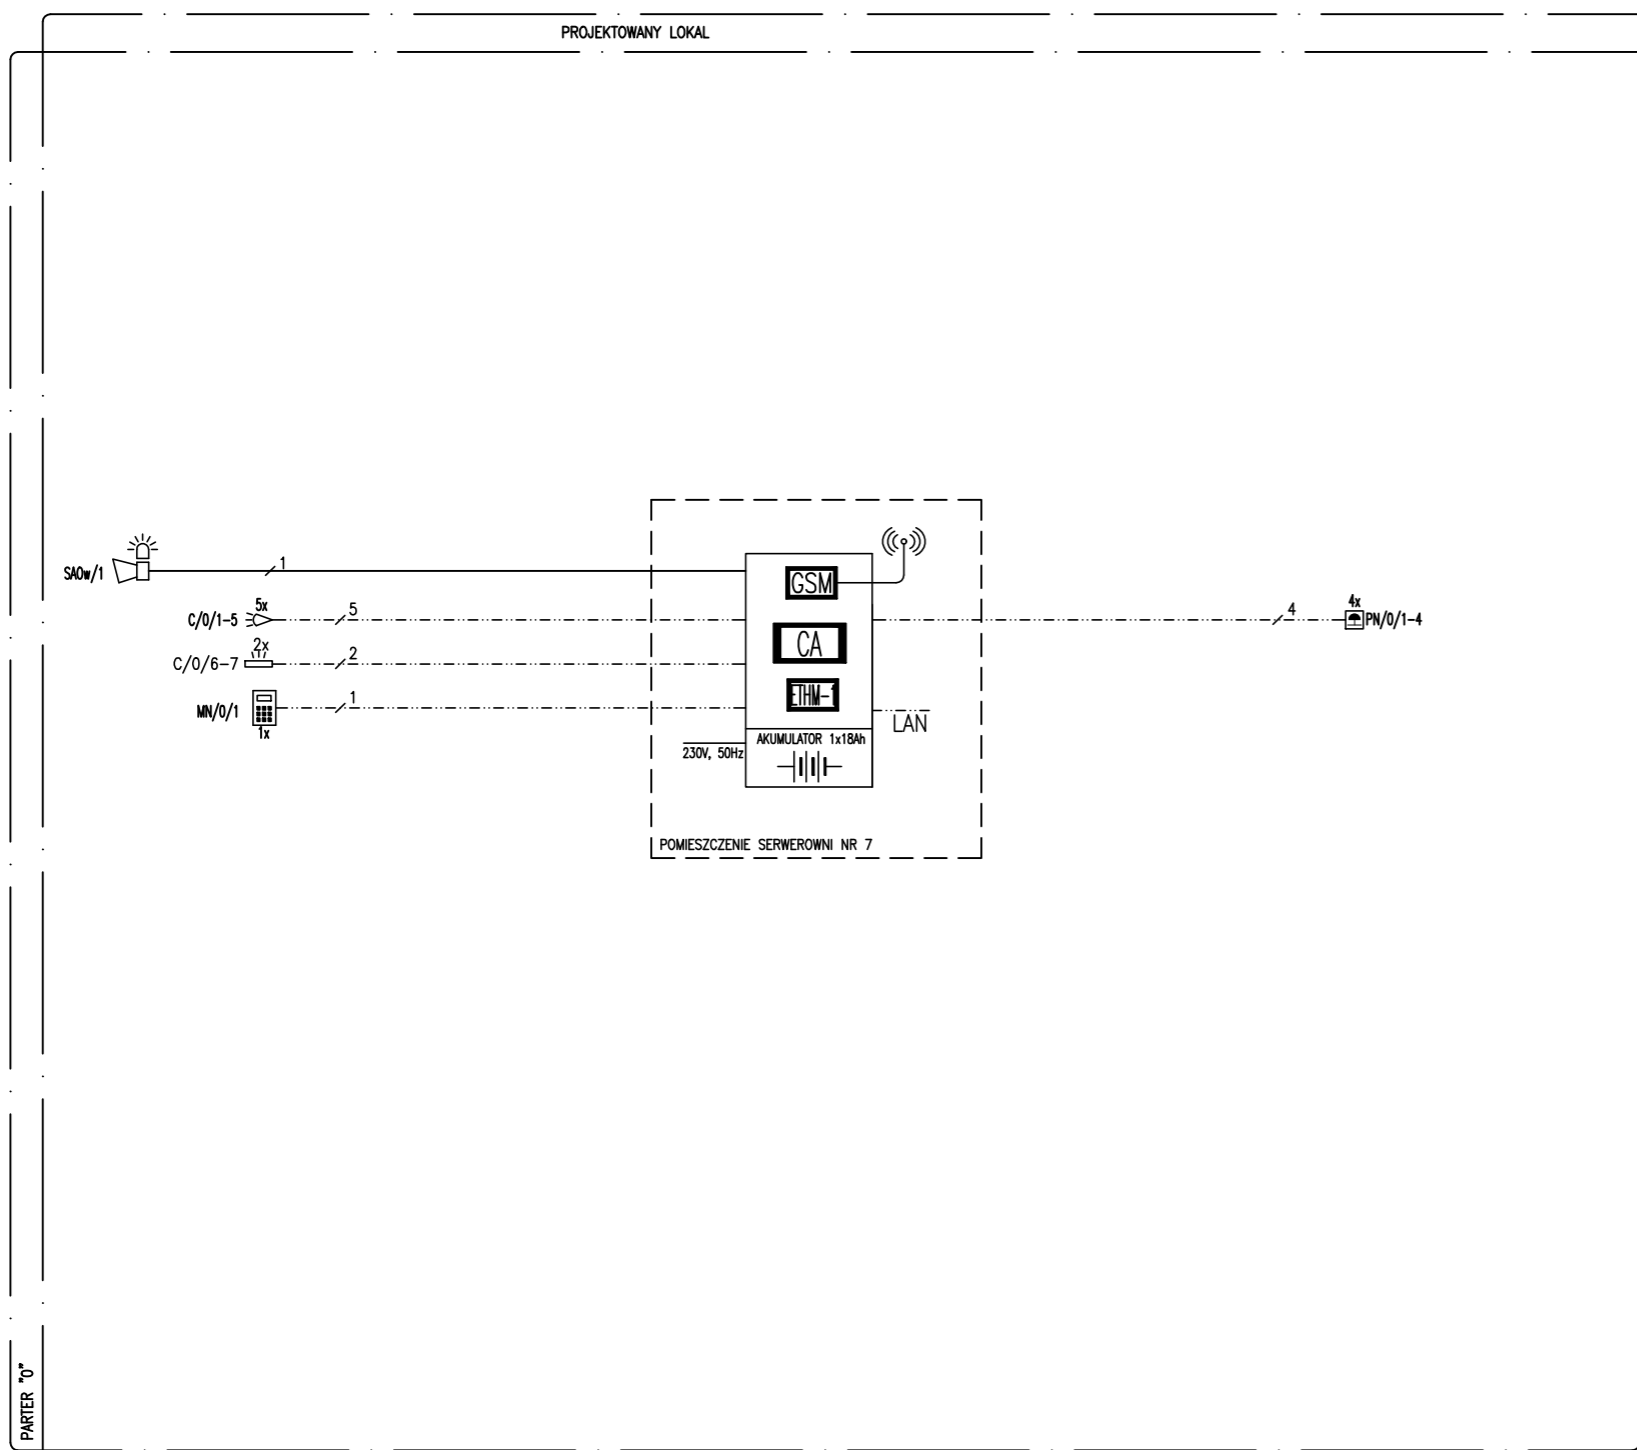 PROJEKTOWANY LOKAL
SAOw/1
1
GSM
5x
C/0/1-5
5
4
4x
PN/0/1-4
CA
2x
C/0/6-7
2
ETHM-1
MN/0/1
1x
1
LAN
230V, 50Hz
AKUMULATOR 1x18Ah
POMIESZCZENIE SERWEROWNI NR 7
PARTER "0"